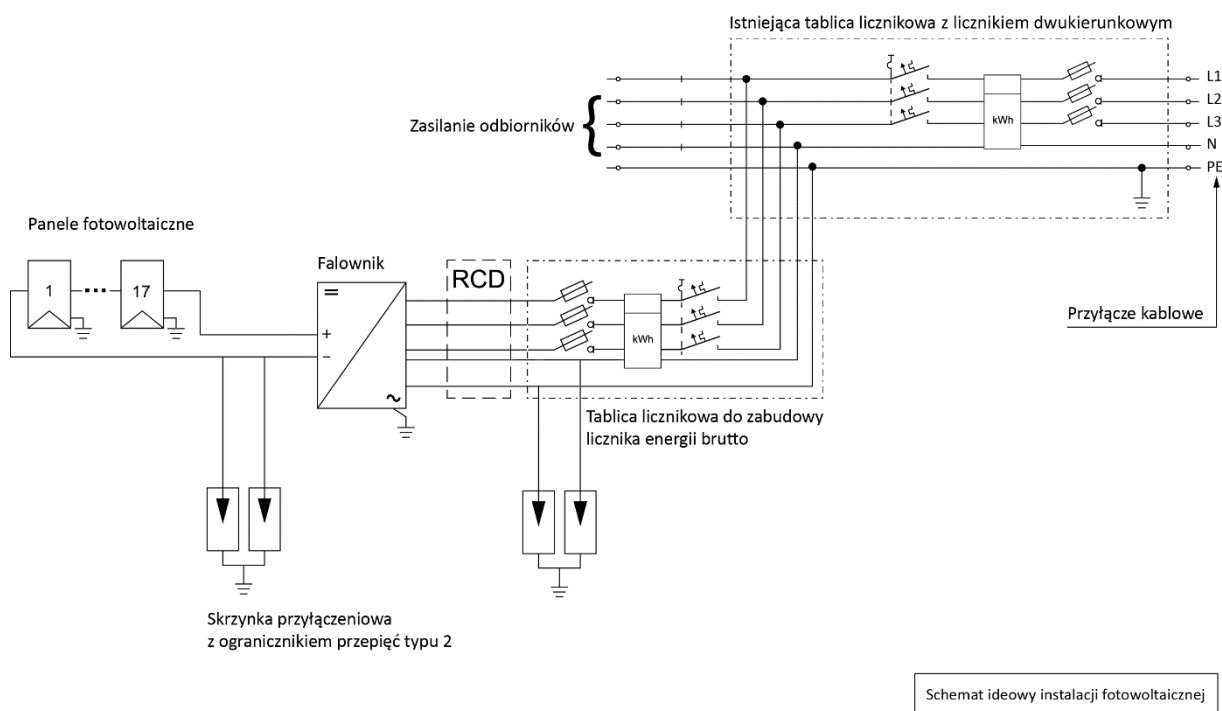 Istniejąca tablica licznikowa z licznikiem dwukierunkowym
L1
L2
L3
N
PE
kWh
Zasilanie odbiorników
Panele fotowoltaiczne
1
17
Falownik
=
+
−
~
RCD
kWh
Przyłącze kablowe
Tablica licznikowa do zabudowy
licznika energii brutto
Skrzynka przyłączeniowa
z ogranicznikiem przepięć typu 2
Schemat ideowy instalacji fotowoltaicznej